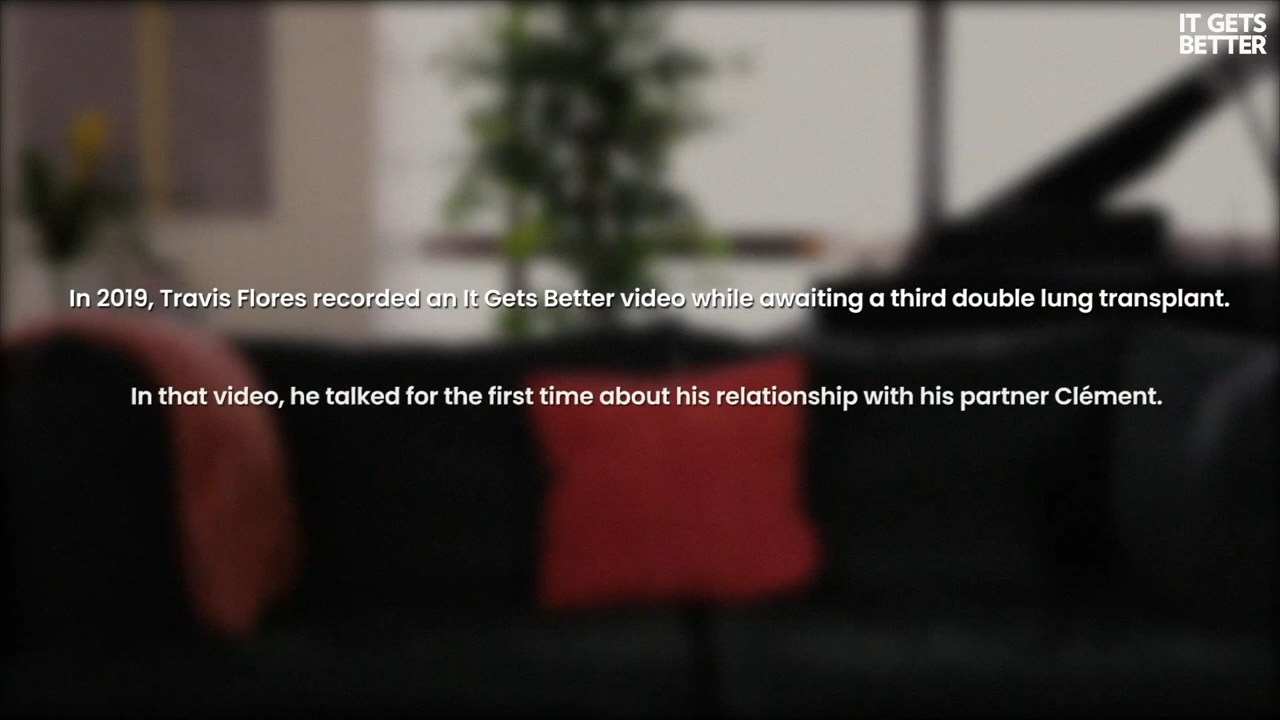 IT GETS
BETTER
In 2019, Travis Flores recorded an It Gets Better video while awaiting a third double lung transplant.
In that video, he talked for the first time about his relationship with his partner Clément.